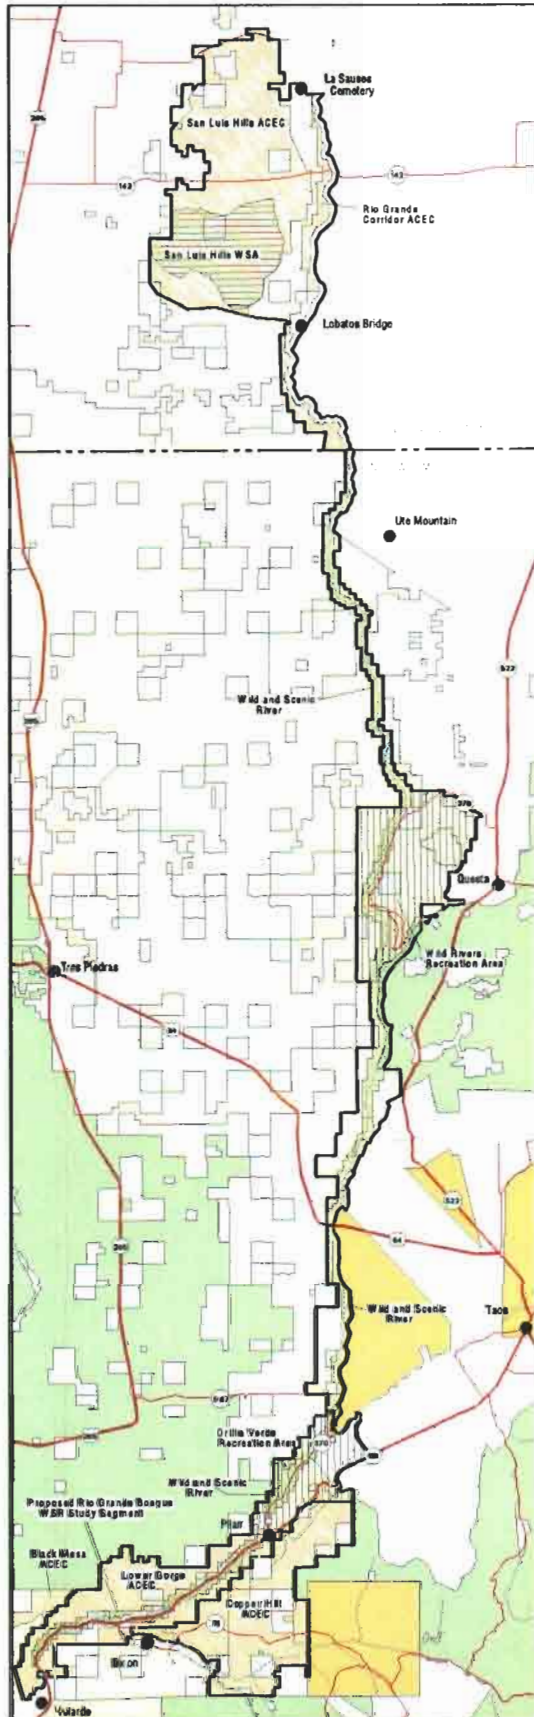 La Sauses
Cemetery
285
San Luis Hills ACEC
142
142
Rio Grande
Corridor ACEC
San Luis Hills WSA
Lobatos Bridge
Ute Mountain
522
Wild and Scenic
River
285
378
Questa
Wild Rivers
Recreation Area
Tres Piedras
64
522
64
285
Wild and Scenic
River
Taos
567
Orilla Verde
Recreation Area
570
285
68
Wild and Scenic
River
Proposed Rio Grande Bosque
WSR Study Segment
Pilar
Black Mesa
ACEC
Lower Gorge
ACEC
Copper Hill
ACEC
75
Dixon
Velarde